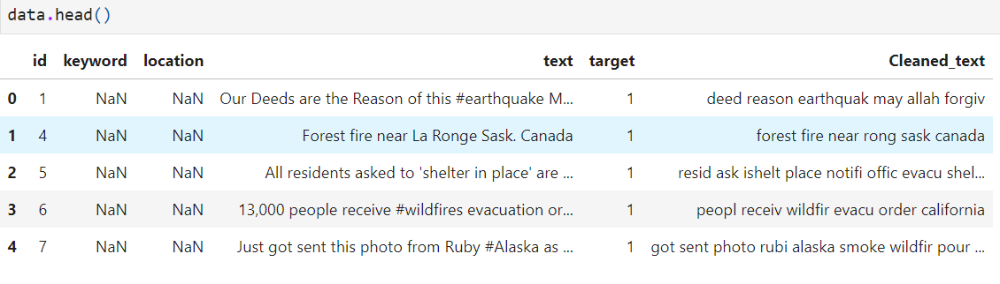 data.head()
id keyword location text target Cleaned_text
0 1 NaN NaN Our Deeds are the Reason of this #earthquake M... 1 deed reason earthquak may allah forgiv
1 4 NaN NaN Forest fire near La Ronge Sask. Canada 1 forest fire near rong sask canada
2 5 NaN NaN All residents asked to 'shelter in place' are ... 1 resid ask ishelt place notifi offic evacu shel...
3 6 NaN NaN 13,000 people receive #wildfires evacuation or... 1 peopl receiv wildfir evacu order california
4 7 NaN NaN Just got sent this photo from Ruby #Alaska as ... 1 got sent photo rubi alaska smoke wildfir pour ...